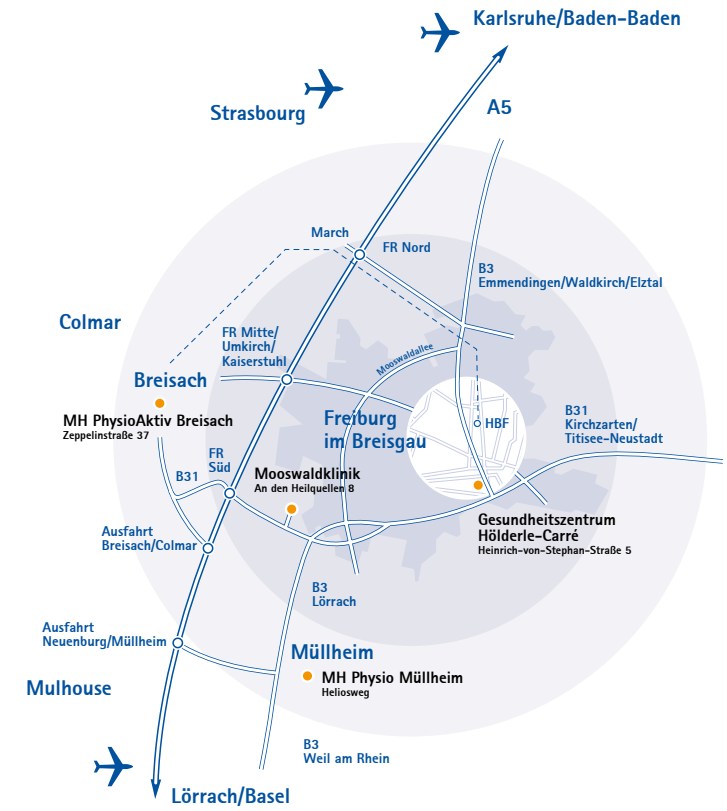 Karlsruhe/Baden-Baden
Strasbourg
A5
March
FR Nord
B3
Emmendingen/Waldkirch/Elztal
Colmar
FR Mitte/
Umkirch/
Kaiserstuhl
Mooswaldallee
Breisach
MH PhysioAktiv Breisach
Zeppelinstraße 37
Freiburg
im Breisgau
HBF
B31
Kirchzarten/
Titisee-Neustadt
FR
Süd
B31
Mooswaldklinik
An den Heilquellen 8
Gesundheitszentrum
Hölderle-Carré
Heinrich-von-Stephan-Straße 5
Ausfahrt
Breisach/Colmar
B3
Lörrach
Ausfahrt
Neuenburg/Müllheim
Müllheim
MH Physio Müllheim
Heliosweg
Mulhouse
B3
Weil am Rhein
Lörrach/Basel